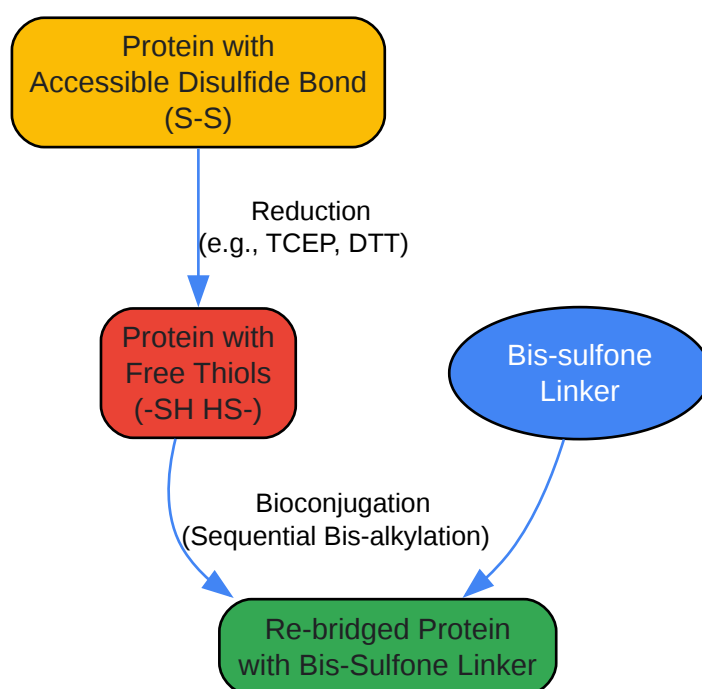 Protein with
Accessible Disulfide Bond
(S-S)
Reduction
(e.g., TCEP, DTT)
Protein with
Free Thiols
(-SH HS-)
Bis-sulfone
Linker
Bioconjugation
(Sequential Bis-alkylation)
Re-bridged Protein
with Bis-Sulfone Linker